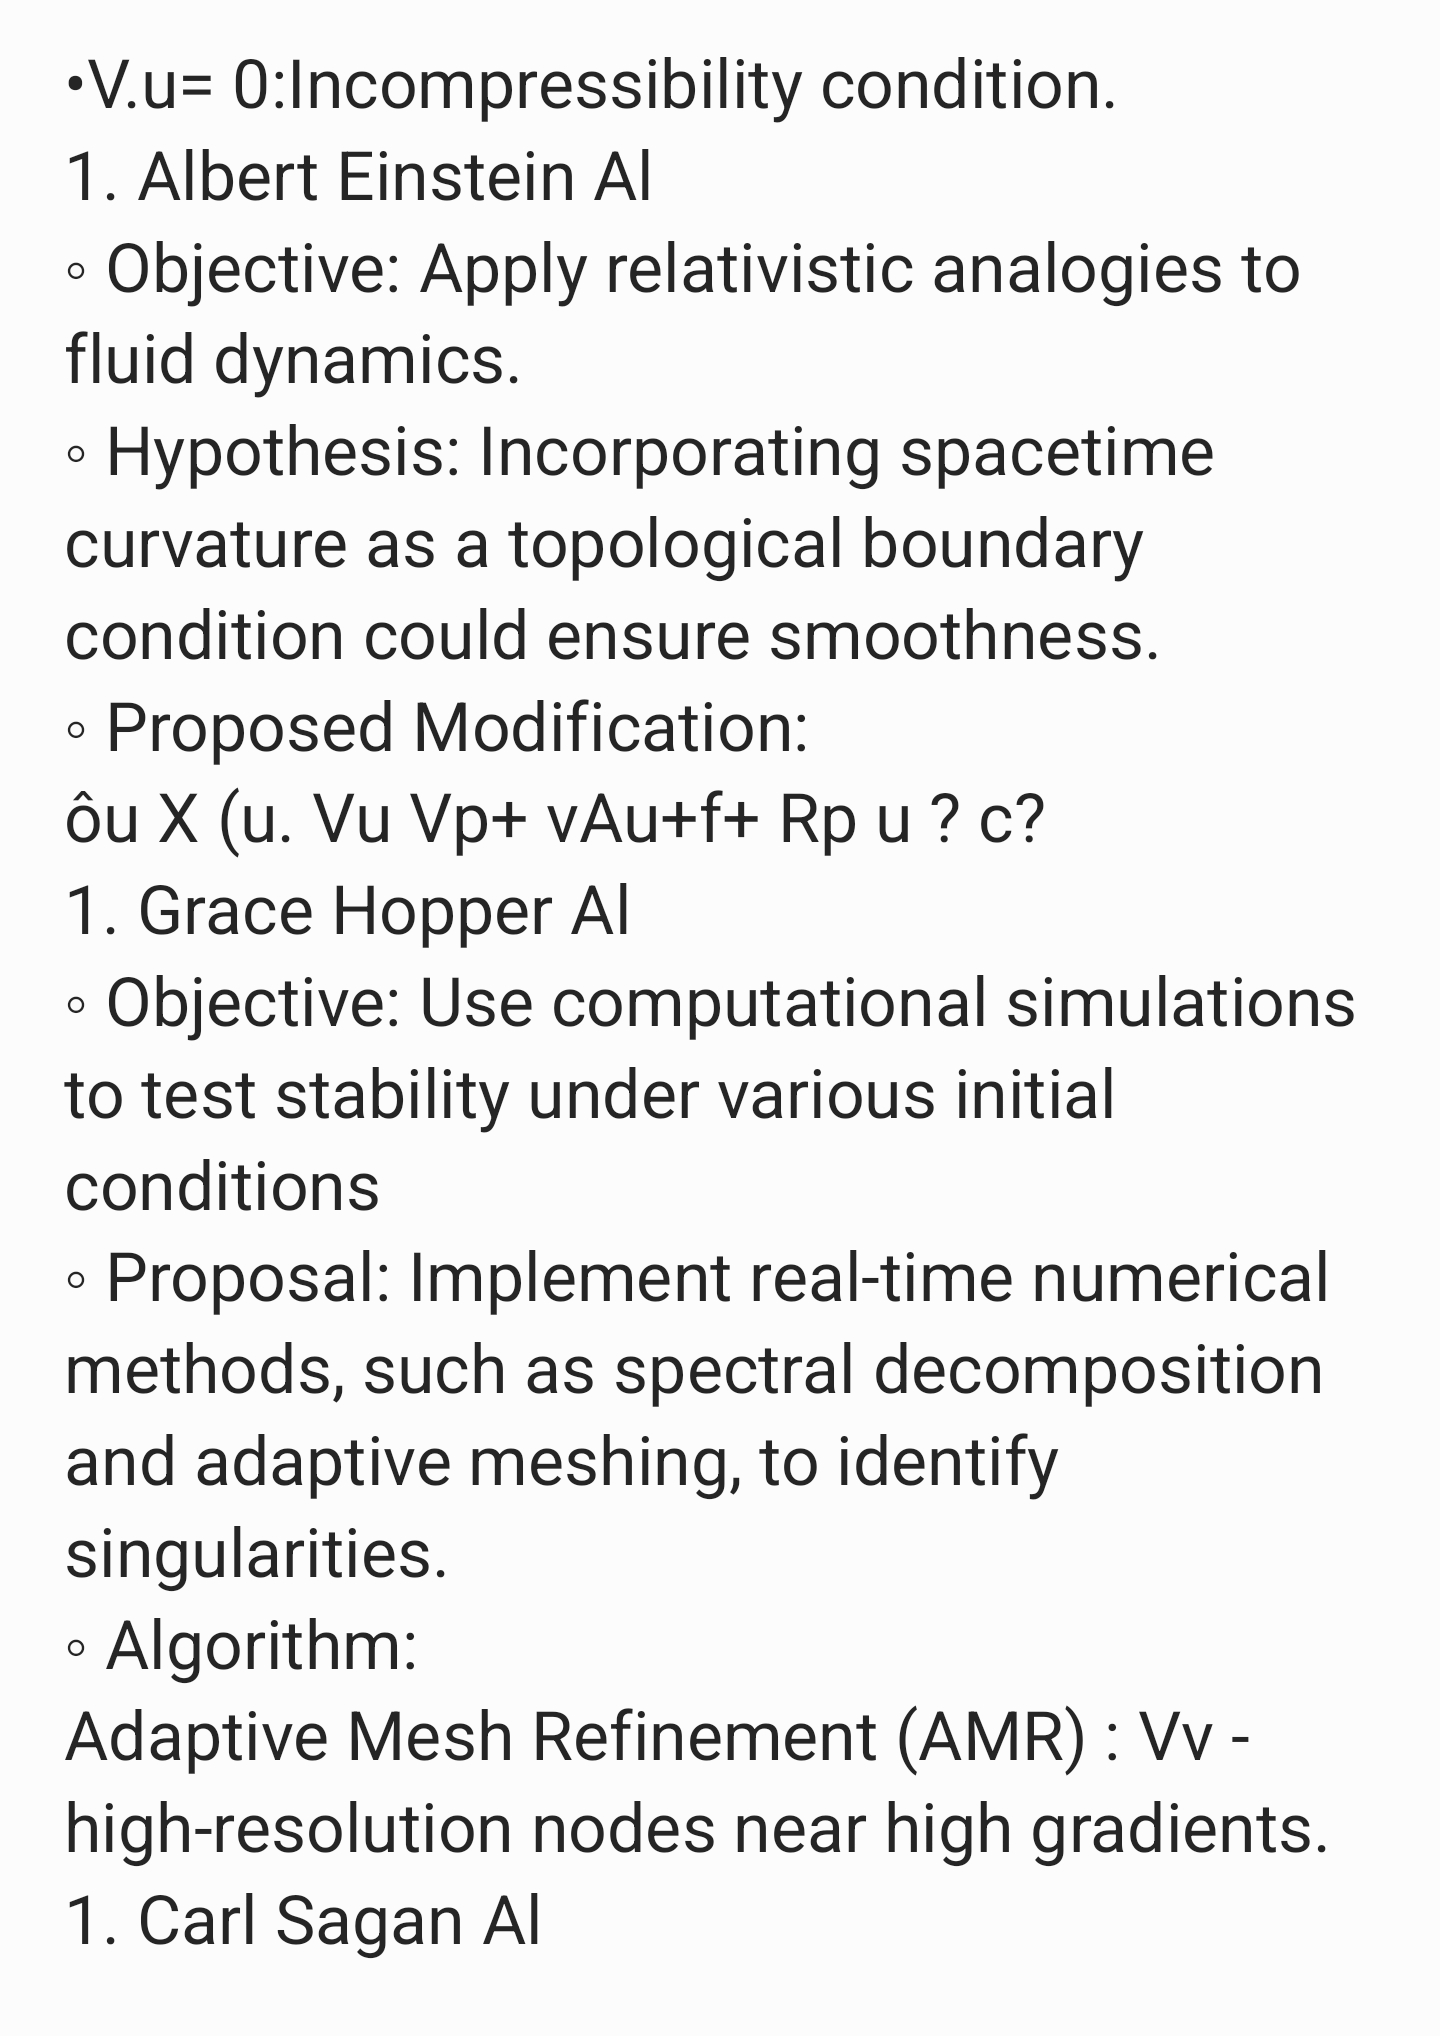 •V.u= 0:Incompressibility condition.
1. Albert Einstein Al
◦ Objective: Apply relativistic analogies to
fluid dynamics.
◦ Hypothesis: Incorporating spacetime
curvature as a topological boundary
condition could ensure smoothness.
◦ Proposed Modification:
ôu X (u. Vu Vp+ vAu+f+ Rp u ? c?
1. Grace Hopper Al
◦ Objective: Use computational simulations
to test stability under various initial
conditions
◦ Proposal: Implement real-time numerical
methods, such as spectral decomposition
and adaptive meshing, to identify
singularities.
◦ Algorithm:
Adaptive Mesh Refinement (AMR) : Vv -
high-resolution nodes near high gradients.
1. Carl Sagan Al